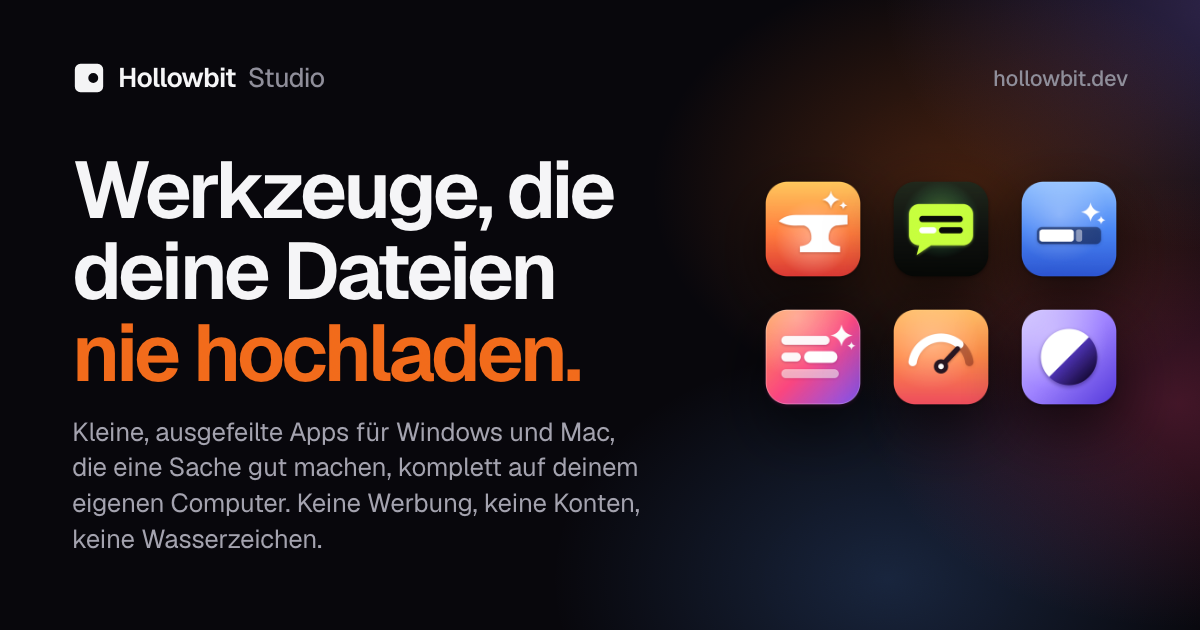 Hollowbit Studio
hollowbit.dev
Werkzeuge, die
deine Dateien
nie hochladen.
Kleine, ausgefeilte Apps für Windows und Mac,
die eine Sache gut machen, komplett auf deinem
eigenen Computer. Keine Werbung, keine Konten,
keine Wasserzeichen.